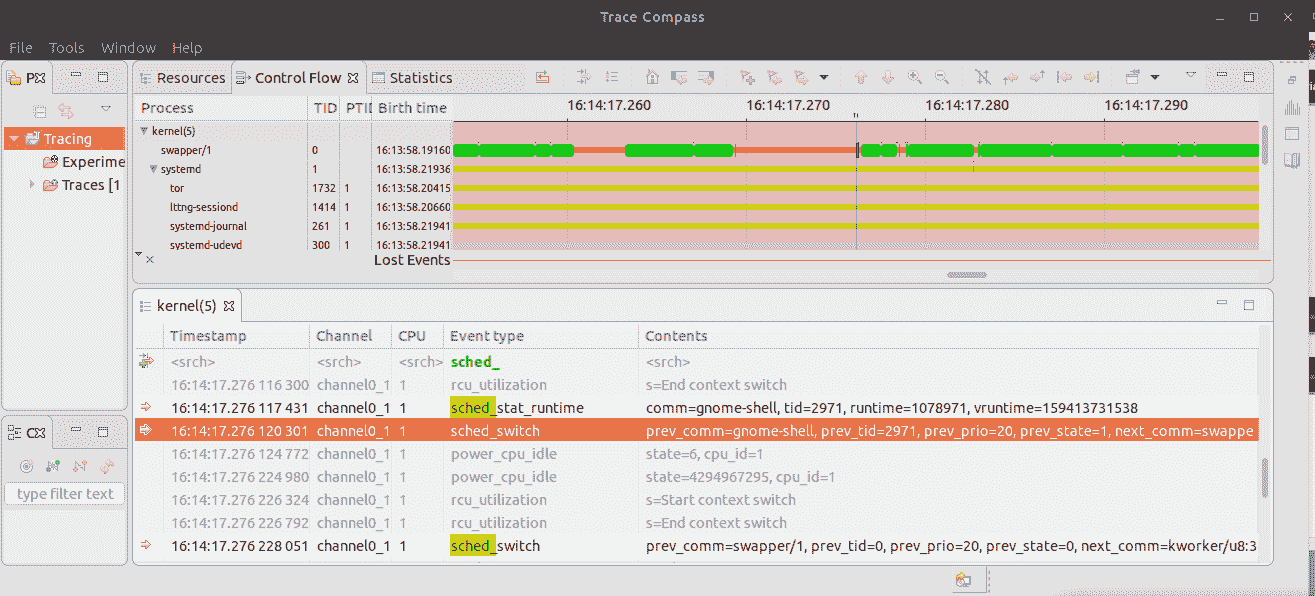 Trace Compass
File Tools Window Help
P
Resources Control Flow Statistics
Process TID PTID Birth time 16:14:17.260 16:14:17.270 16:14:17.280 16:14:17.290
Tracing
Experime
Traces [1
kernel(5)
swapper/1 0 16:13:58.19160
systemd 1 16:13:58.21936
tor 1732 1 16:13:58.20415
lttng-sessiond 1414 1 16:13:58.20660
systemd-journal 261 1 16:13:58.21941
systemd-udevd 300 1 16:13:58.21941
Lost Events
kernel(5)
Timestamp Channel CPU Event type Contents
<srch> <srch> <srch> sched_ <srch>
16:14:17.276 116 300 channel0_1 1 rcu_utilization s=End context switch
16:14:17.276 117 431 channel0_1 1 sched_stat_runtime comm=gnome-shell, tid=2971, runtime=1078971, vruntime=159413731538
16:14:17.276 120 301 channel0_1 1 sched_switch prev_comm=gnome-shell, prev_tid=2971, prev_prio=20, prev_state=1, next_comm=swappe
16:14:17.276 124 772 channel0_1 1 power_cpu_idle state=6, cpu_id=1
16:14:17.276 224 980 channel0_1 1 power_cpu_idle state=4294967295, cpu_id=1
16:14:17.276 226 324 channel0_1 1 rcu_utilization s=Start context switch
16:14:17.276 226 792 channel0_1 1 rcu_utilization s=End context switch
16:14:17.276 228 051 channel0_1 1 sched_switch prev_comm=swapper/1, prev_tid=0, prev_prio=20, prev_state=0, next_comm=kworker/u8:3
C
type filter text